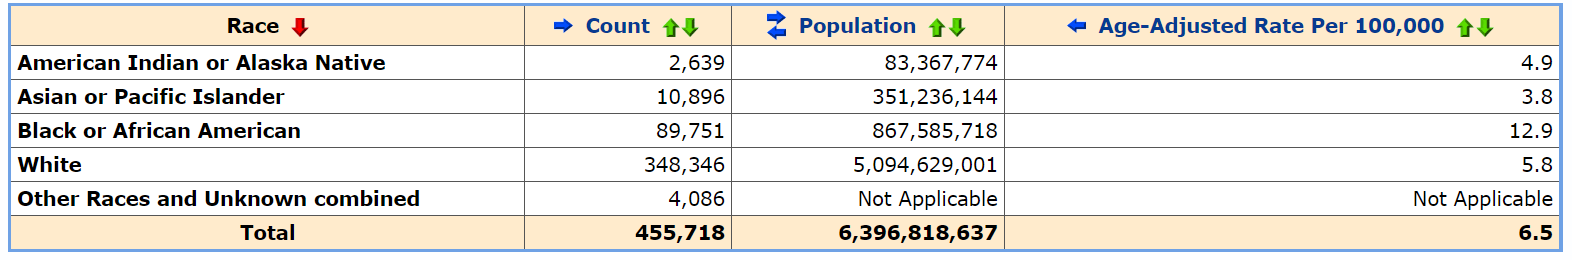 Race Count Population Age-Adjusted Rate Per 100,000
American Indian or Alaska Native 2,639 83,367,774 4.9
Asian or Pacific Islander 10,896 351,236,144 3.8
Black or African American 89,751 867,585,718 12.9
White 348,346 5,094,629,001 5.8
Other Races and Unknown combined 4,086 Not Applicable Not Applicable
Total 455,718 6,396,818,637 6.5